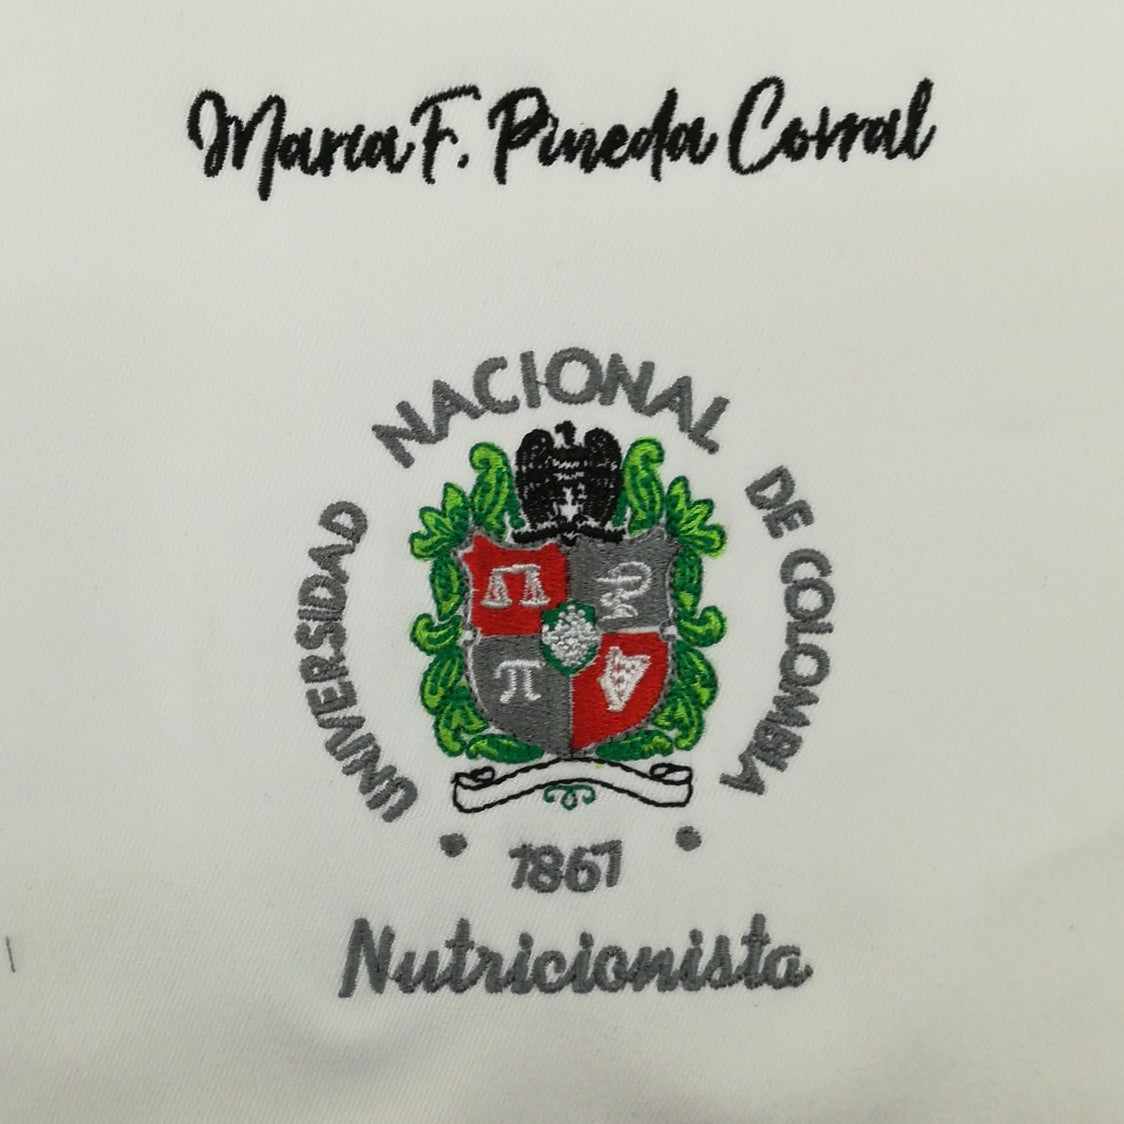 Maria F. Pineda Corral
UNIVERSIDAD NACIONAL DE COLOMBIA
π
1867
Nutricionista